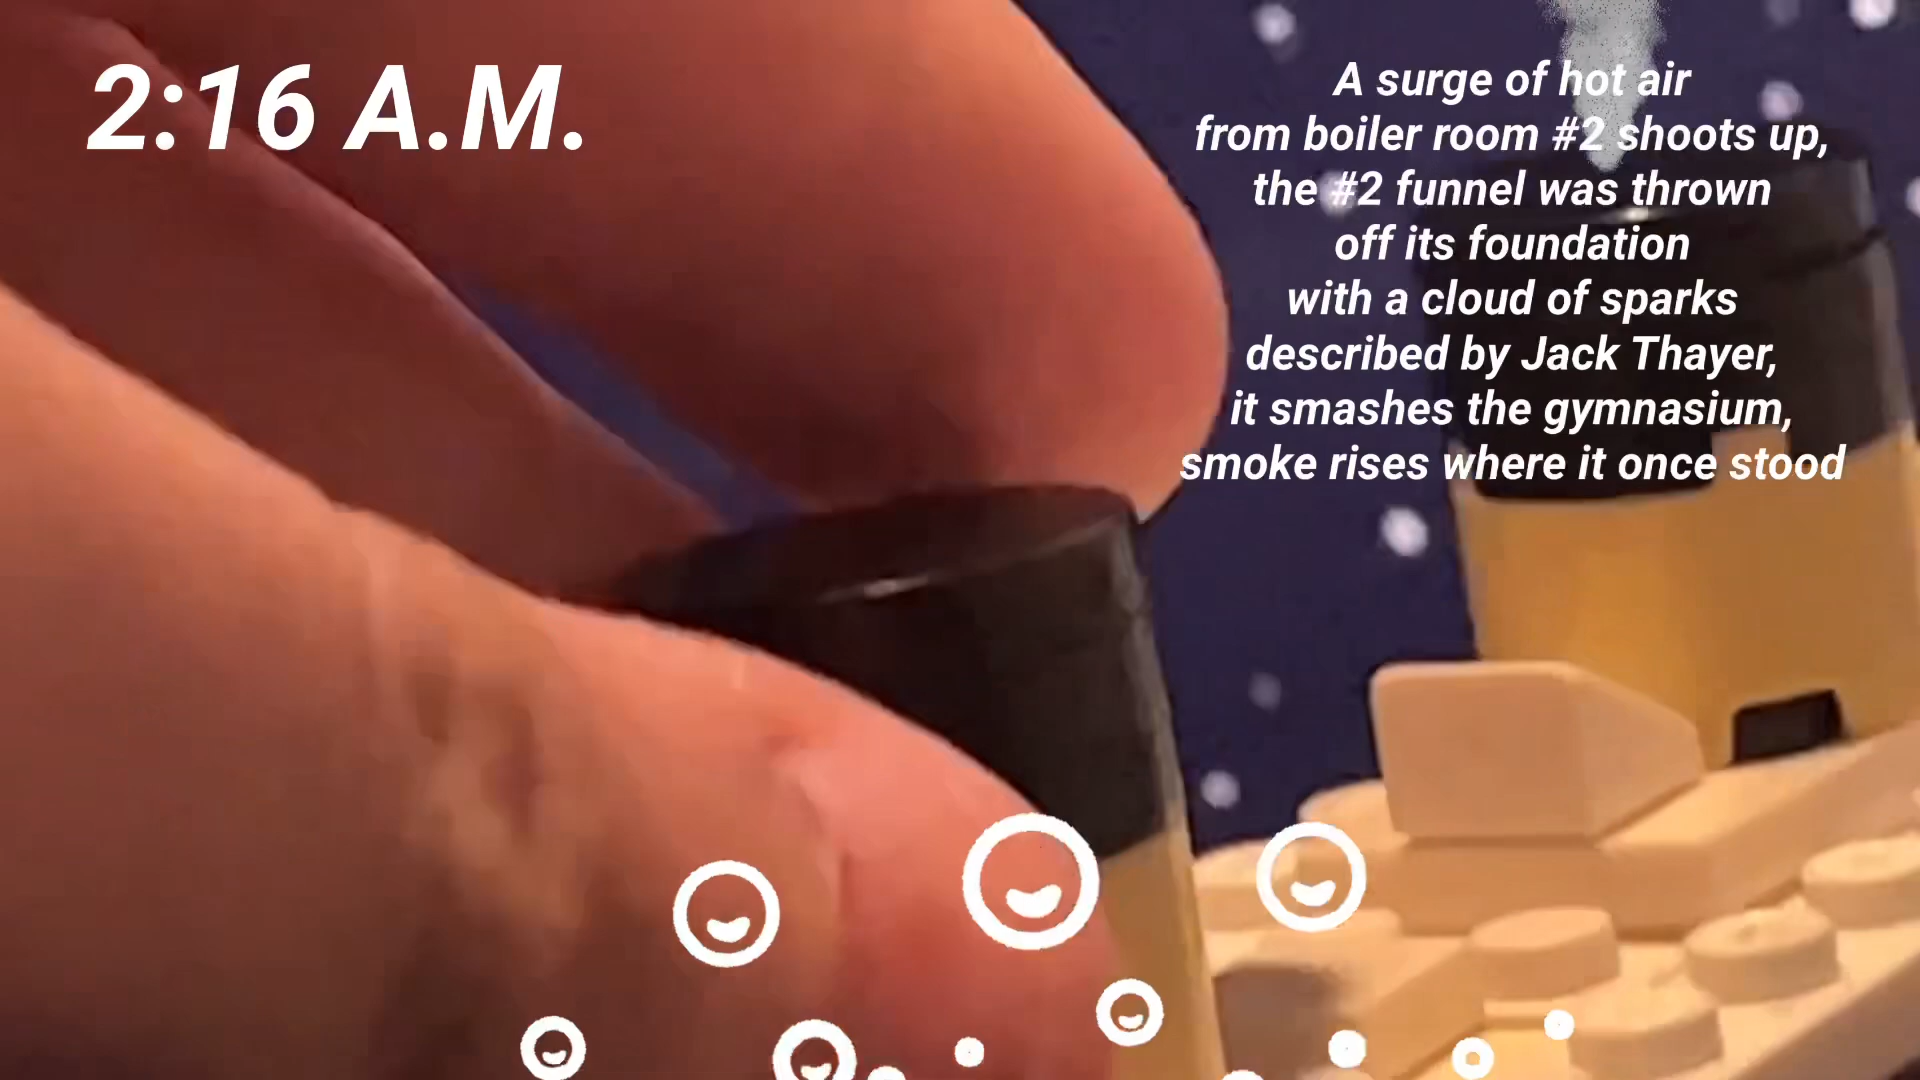 2:16 A.M.
A surge of hot air
from boiler room #2 shoots up,
the #2 funnel was thrown
off its foundation
with a cloud of sparks
described by Jack Thayer,
it smashes the gymnasium,
smoke rises where it once stood